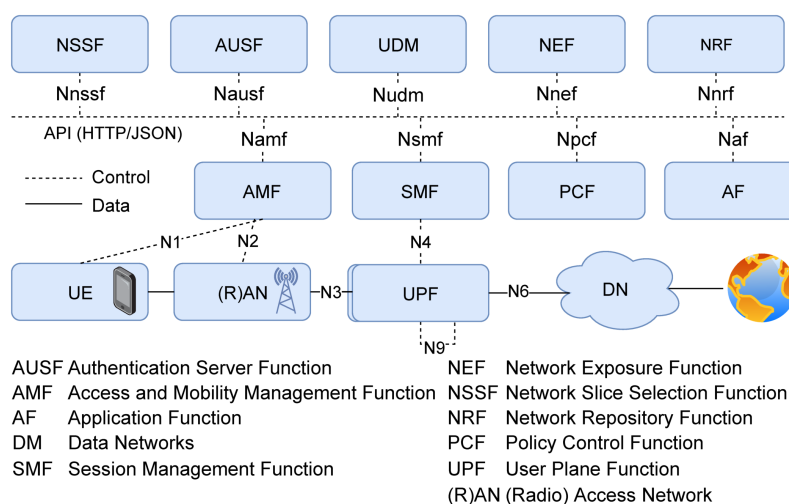 NSSF AUSF UDM NEF NRF
Nnssf Nausf Nudm Nnef Nnrf
API (HTTP/JSON)
Namf Nsmf Npcf Naf
Control
Data
AMF SMF PCF AF
N1 N2 N4
UE (R)AN N3 UPF N6 DN
N9
AUSF Authentication Server Function
AMF Access and Mobility Management Function
AF Application Function
DM Data Networks
SMF Session Management Function
NEF Network Exposure Function
NSSF Network Slice Selection Function
NRF Network Repository Function
PCF Policy Control Function
UPF User Plane Function
(R)AN (Radio) Access Network